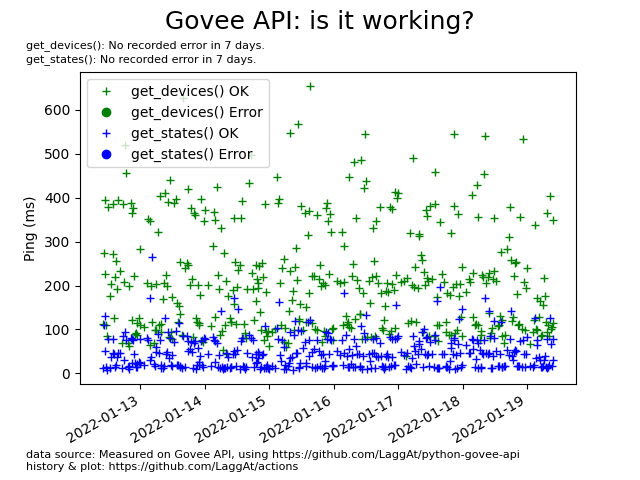 Govee API: is it working?
get_devices(): No recorded error in 7 days.
get_states(): No recorded error in 7 days.
get_devices() OK
get_devices() Error
get_states() OK
get_states() Error
600
500
400
300
200
100
0
Ping (ms)
2022-01-13
2022-01-14
2022-01-15
2022-01-16
2022-01-17
2022-01-18
2022-01-19
data source: Measured on Govee API, using https://github.com/LaggAt/python-govee-api
history & plot: https://github.com/LaggAt/actions